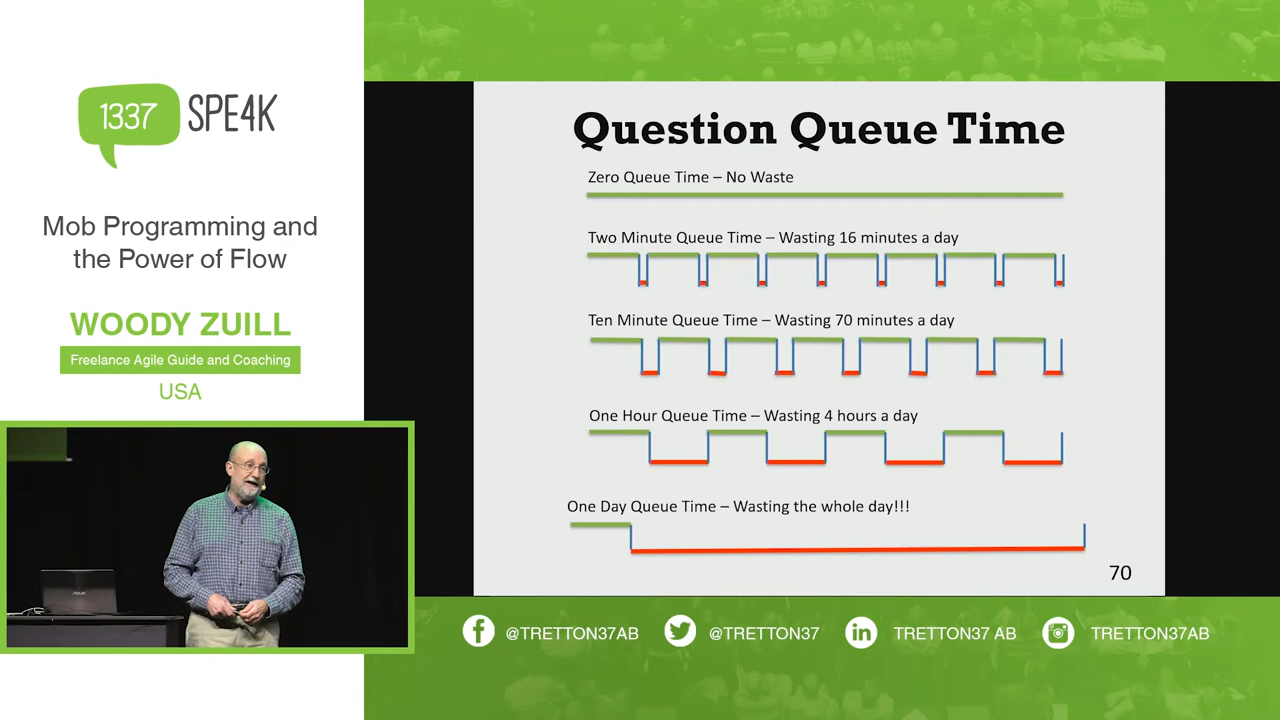 1337
SPE4K
Mob Programming and
the Power of Flow
WOODY ZUILL
Freelance Agile Guide and Coaching
USA
Question Queue Time
Zero Queue Time – No Waste
Two Minute Queue Time – Wasting 16 minutes a day
Ten Minute Queue Time – Wasting 70 minutes a day
One Hour Queue Time – Wasting 4 hours a day
One Day Queue Time – Wasting the whole day!!!
70
@TRETTON37AB
@TRETTON37
TRETTON37 AB
TRETTON37AB